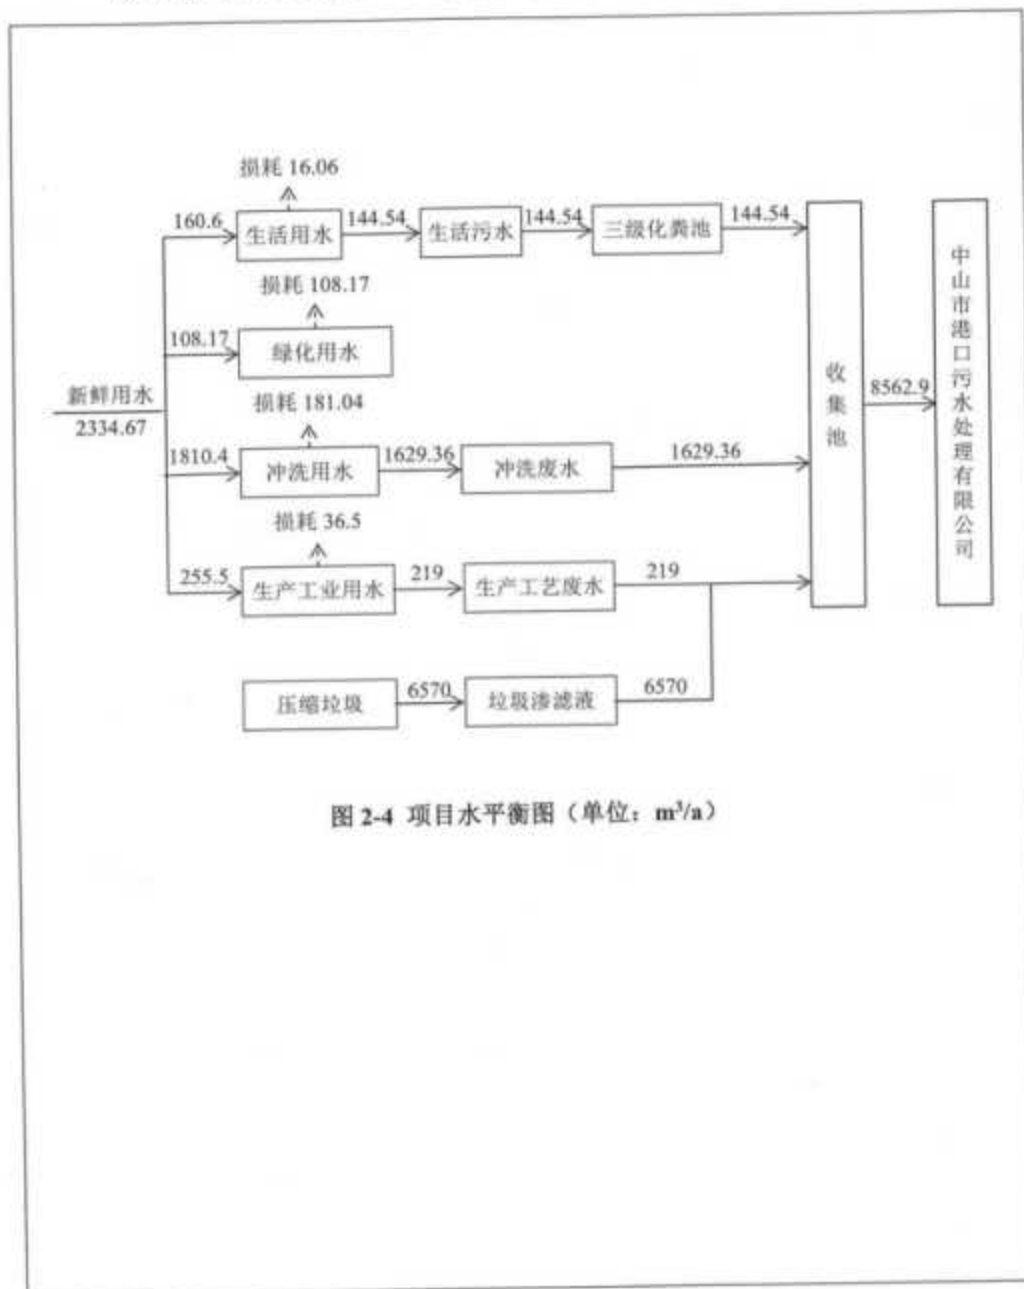 损耗 16.06
160.6
生活用水
144.54
生活污水
144.54
三级化粪池
144.54
损耗 108.17
108.17
绿化用水
新鲜用水
2334.67
损耗 181.04
1810.4
冲洗用水
1629.36
冲洗废水
1629.36
损耗 36.5
255.5
生产工业用水
219
生产工艺废水
219
压缩垃圾
6570
垃圾渗滤液
6570
收集池
8562.9
中山市港口污水处理有限公司
图 2-4 项目水平衡图（单位：m³/a）